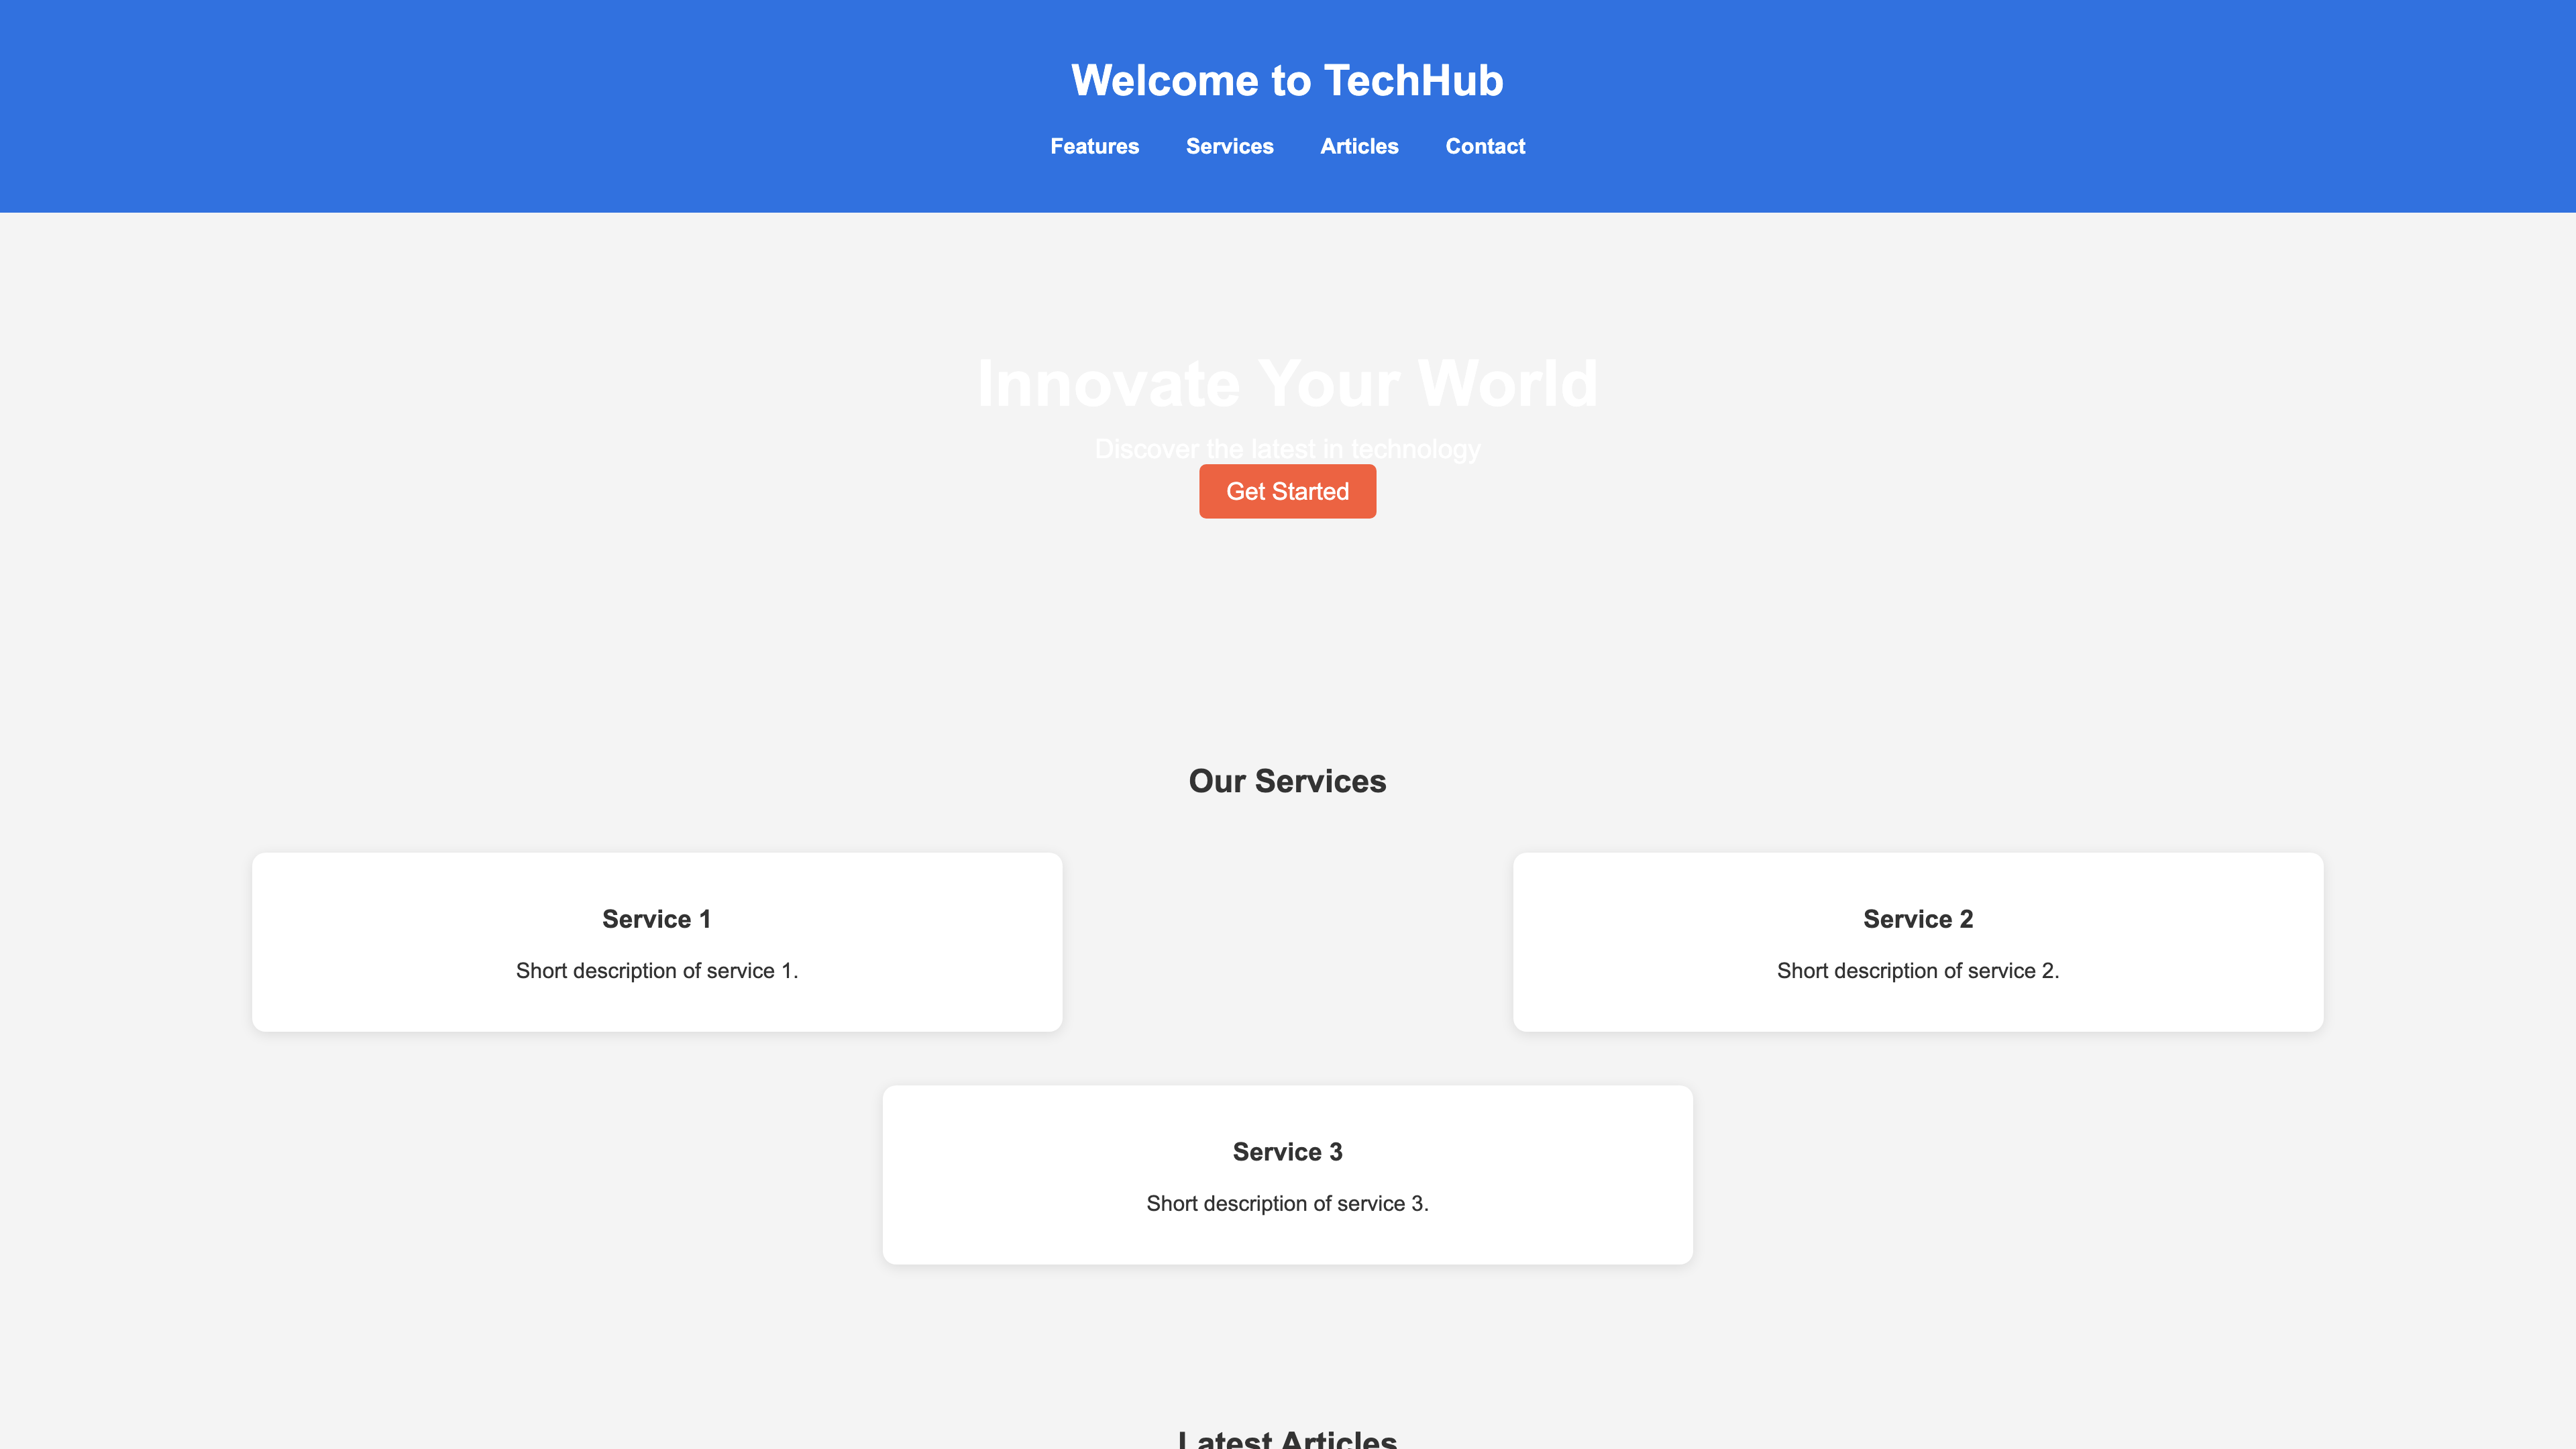 Welcome to TechHub
Features Services Articles Contact
Innovate Your World
Discover the latest in technology
Get Started
Our Services
Service 1
Short description of service 1.
Service 2
Short description of service 2.
Service 3
Short description of service 3.
Latest Articles